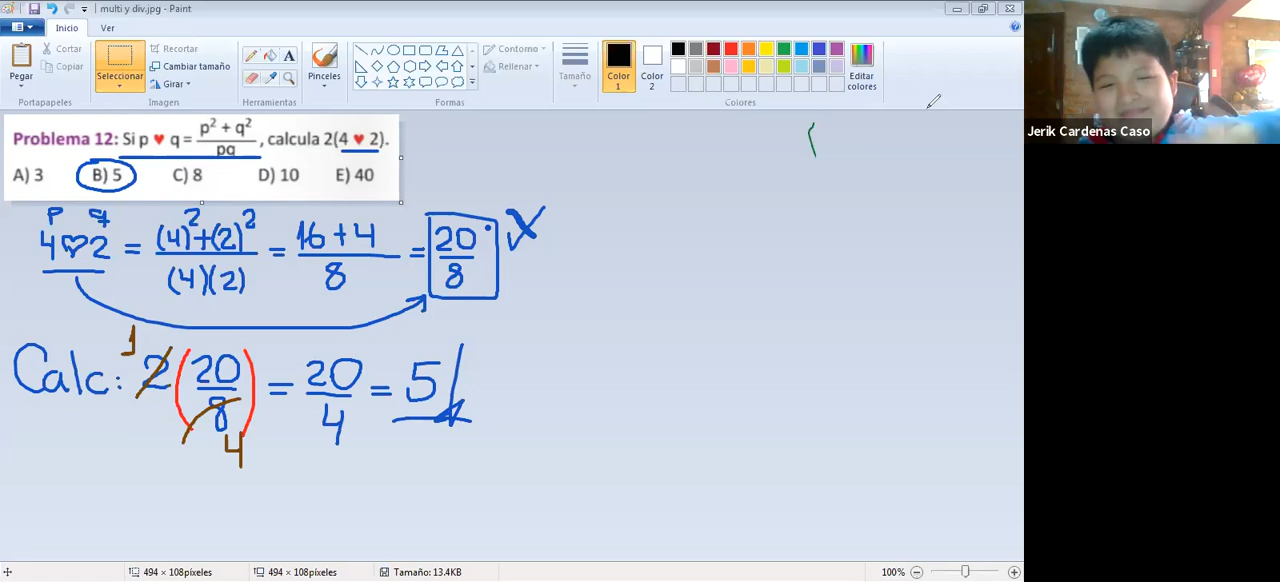 multi y div.jpg - Paint
Inicio Ver
Pegar
Cortar
Copiar
Portapapeles
Seleccionar
Recortar
Cambiar tamaño
Girar
Imagen
A
Herramientas
Pinceles
Contorno
Rellenar
Formas
Tamaño
Color 1
Color 2
Editar colores
Colores
Jerik Cardenas Caso
Problema 12: Si p ♥ q = (p² + q²)/pq, calcula 2(4 ♥ 2).
A) 3 B) 5 C) 8 D) 10 E) 40
p q
4♡2 = ((4)²+(2)²)/((4)(2)) = (16+4)/8 = 20/8
1
Calc: 2(20/8) = 20/4 = 5
4
(
494 × 108píxeles 494 × 108píxeles Tamaño: 13.4KB 100%